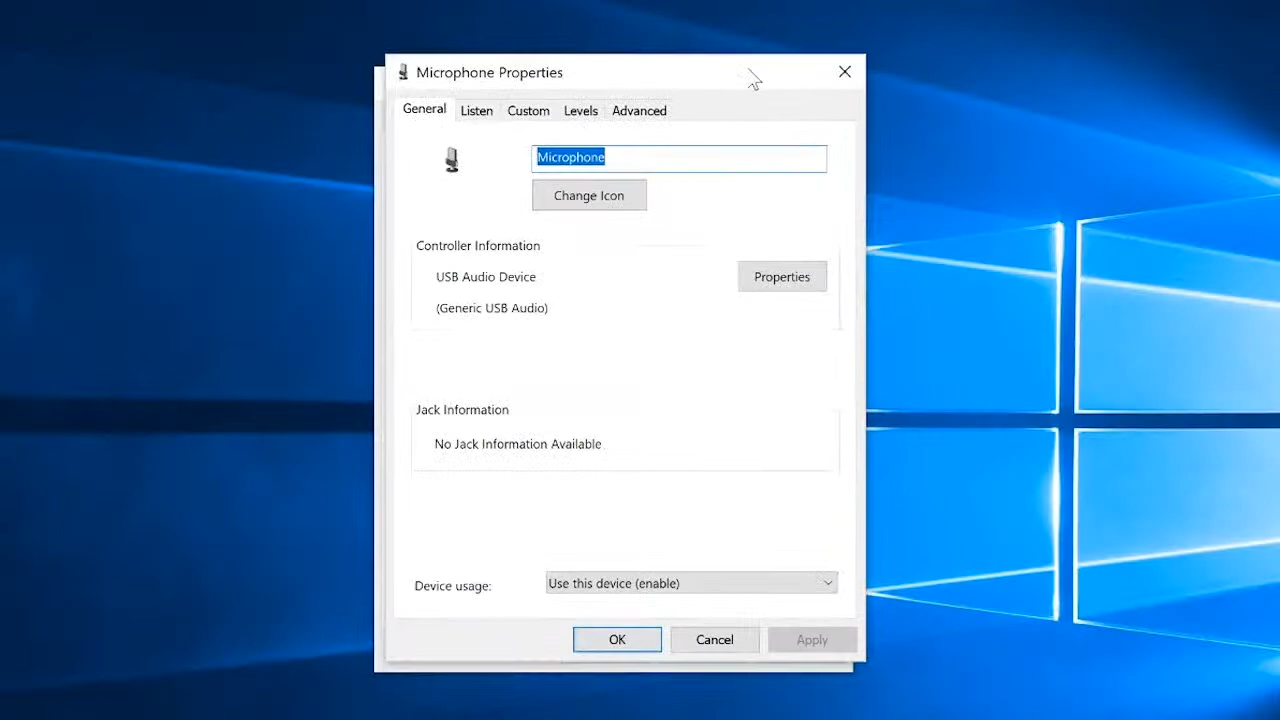 Microphone Properties
General Listen Custom Levels Advanced
Microphone
Change Icon
Controller Information
USB Audio Device
Properties
(Generic USB Audio)
Jack Information
No Jack Information Available
Device usage:
Use this device (enable)
OK Cancel Apply